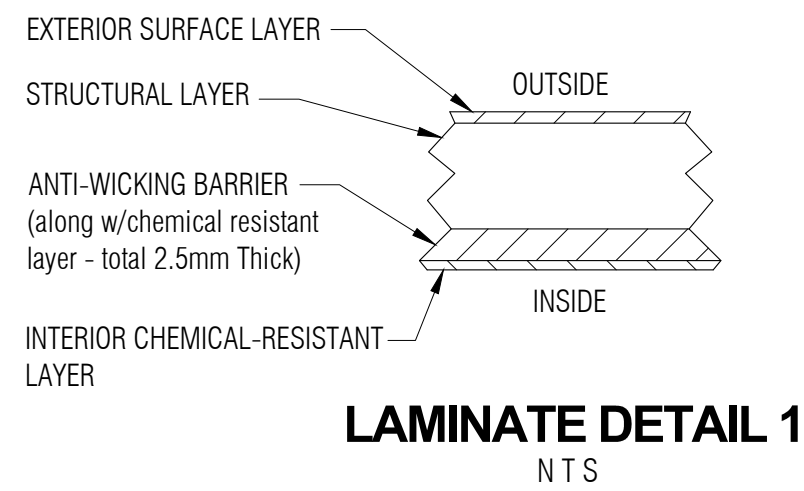 EXTERIOR SURFACE LAYER
OUTSIDE
STRUCTURAL LAYER
ANTI-WICKING BARRIER
(along w/chemical resistant
layer - total 2.5mm Thick)
INSIDE
INTERIOR CHEMICAL-RESISTANT
LAYER
LAMINATE DETAIL 1
N T S